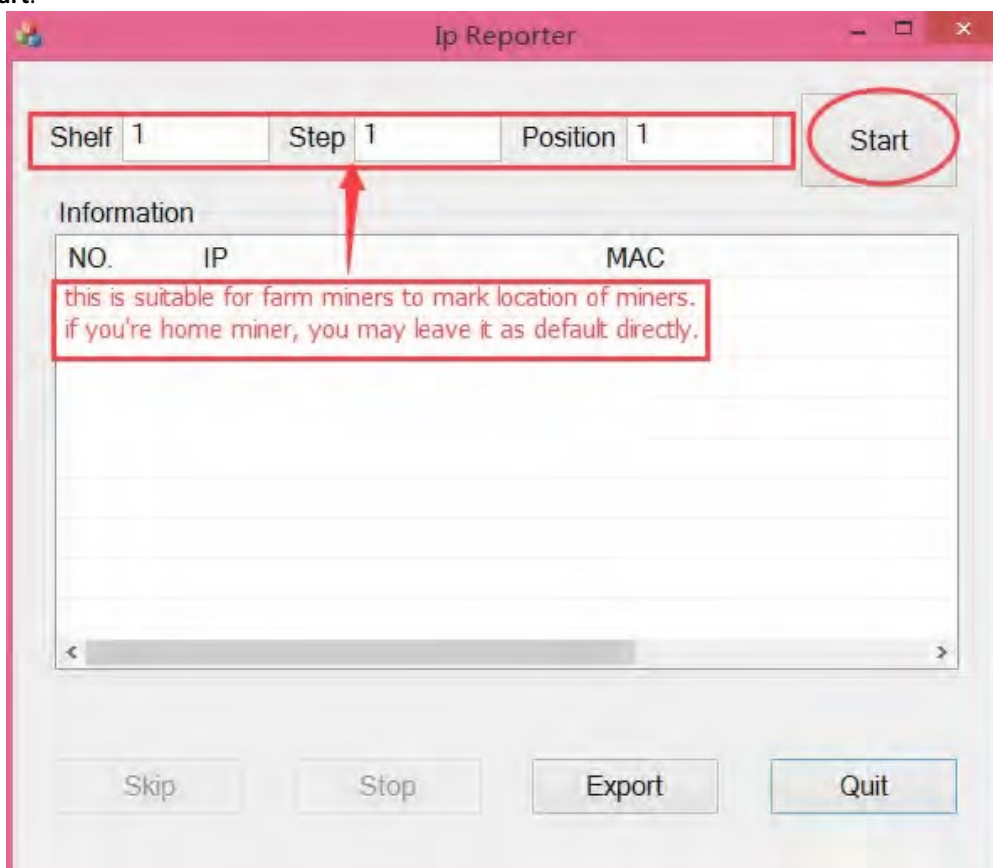 art.
Ip Reporter
Shelf 1 Step 1 Position 1 Start
Information
NO. IP MAC
this is suitable for farm miners to mark location of miners.
if you're home miner, you may leave it as default directly.
Skip Stop Export Quit